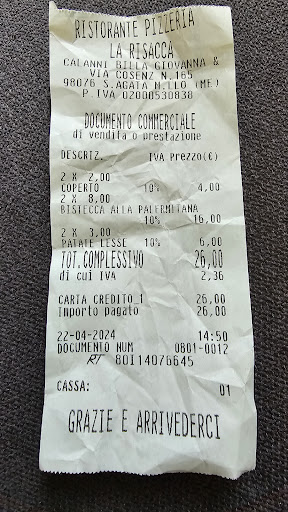 RISTORANTE PIZZERIA
LA RISACCA
CALANNI BILLA GIOVANNA &
VIA COSENZ N.165
98076 S.AGATA M.LLO (ME)
P.IVA 02000530838
DOCUMENTO COMMERCIALE
di vendita o prestazione
DESCRIZ. IVA Prezzo(€)
2 X 2,00
COPERTO 10% 4,00
2 X 8,00
BISTECCA ALLA PALERMITANA
10% 16,00
2 X 3,00
PATATE LESSE 10% 6,00
TOT.COMPLESSIVO 26,00
di cui IVA 2,36
CARTA CREDITO 1 26,00
Importo pagato 26,00
22-04-2024 14:50
DOCUMENTO NUM 0801-0012
RT 80I14076645
CASSA: 01
GRAZIE E ARRIVEDERCI